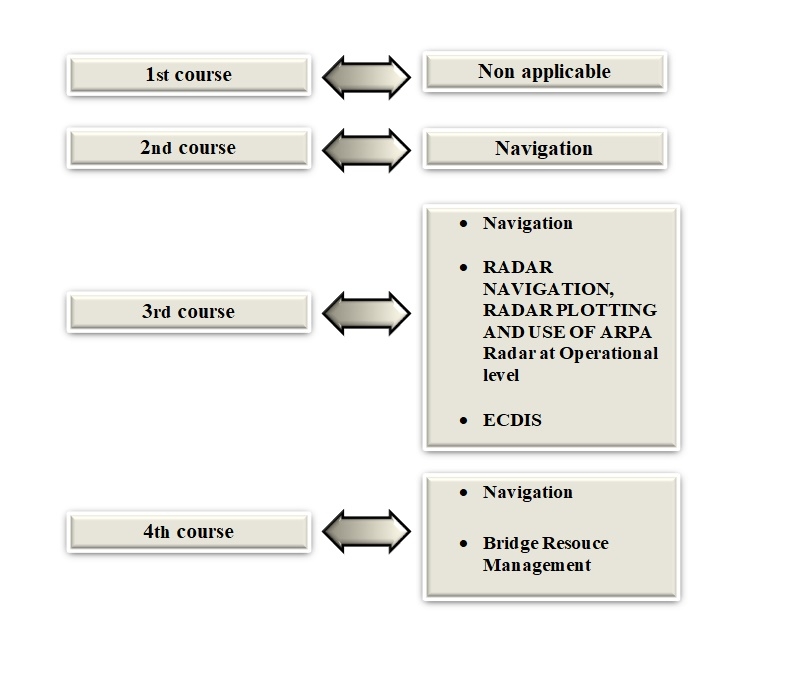 1st course
Non applicable
2nd course
Navigation
3rd course
• Navigation
• RADAR
NAVIGATION,
RADAR PLOTTING
AND USE OF ARPA
Radar at Operational
level
• ECDIS
4th course
• Navigation
• Bridge Resouce
Management